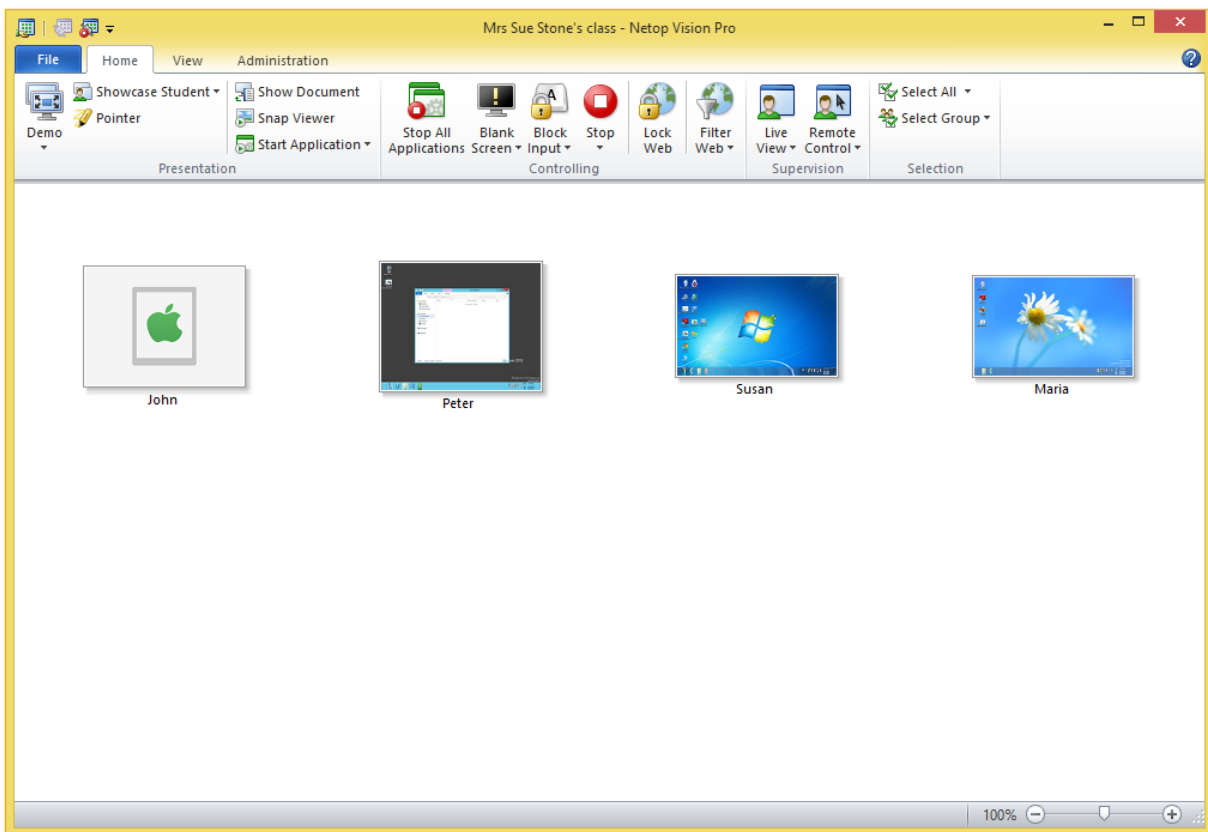 Mrs Sue Stone's class - Netop Vision Pro
File Home View Administration
Demo
Showcase Student
Pointer
Show Document
Snap Viewer
Start Application
Stop All
Applications
Blank
Screen
Block
Input
Stop
Lock
Web
Filter
Web
Live
View
Remote
Control
Select All
Select Group
Presentation Controlling Supervision Selection
John
Peter
Susan
Maria
100%